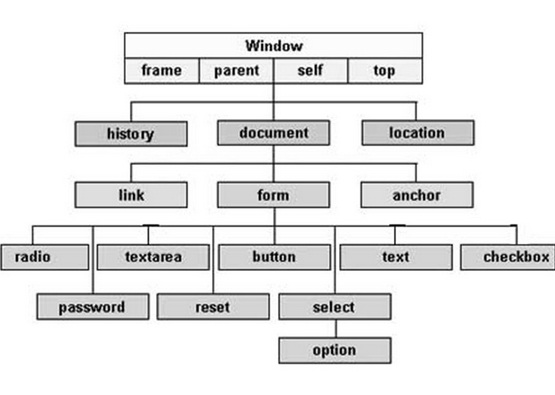 Window
frame parent self top
history document location
link form anchor
radio textarea button text checkbox
password reset select
option